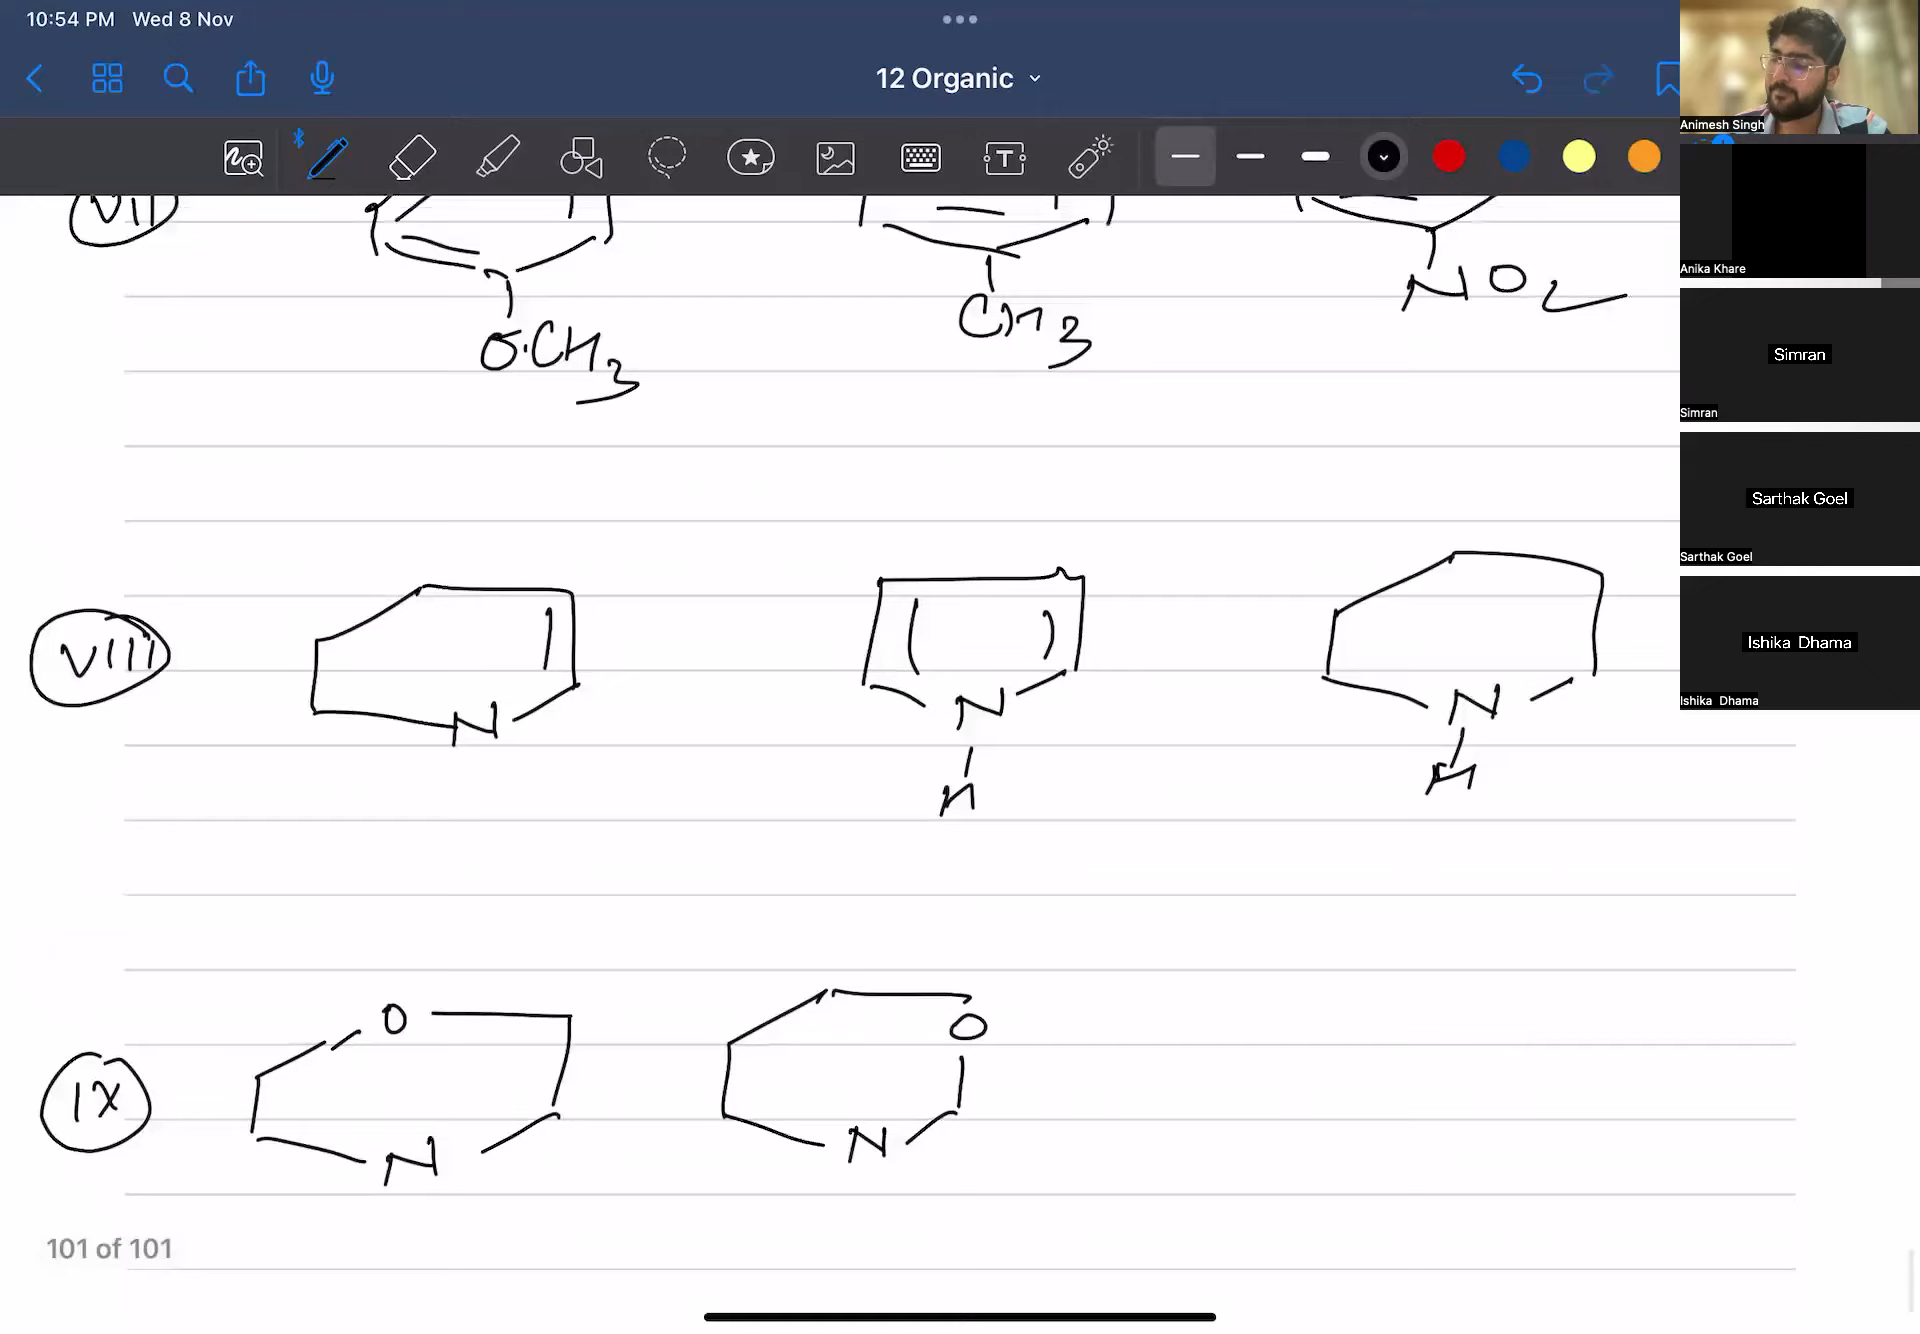 10:54 PM Wed 8 Nov
12 Organic
Animesh Singh
T
VII
O.CH3
CH3
NO2
Anika Khare
Simran
Simran
Sarthak Goel
Sarthak Goel
Ishika Dhama
Ishika Dhama
VIII
N
N
H
N
H
IX
O
N
O
N
101 of 101